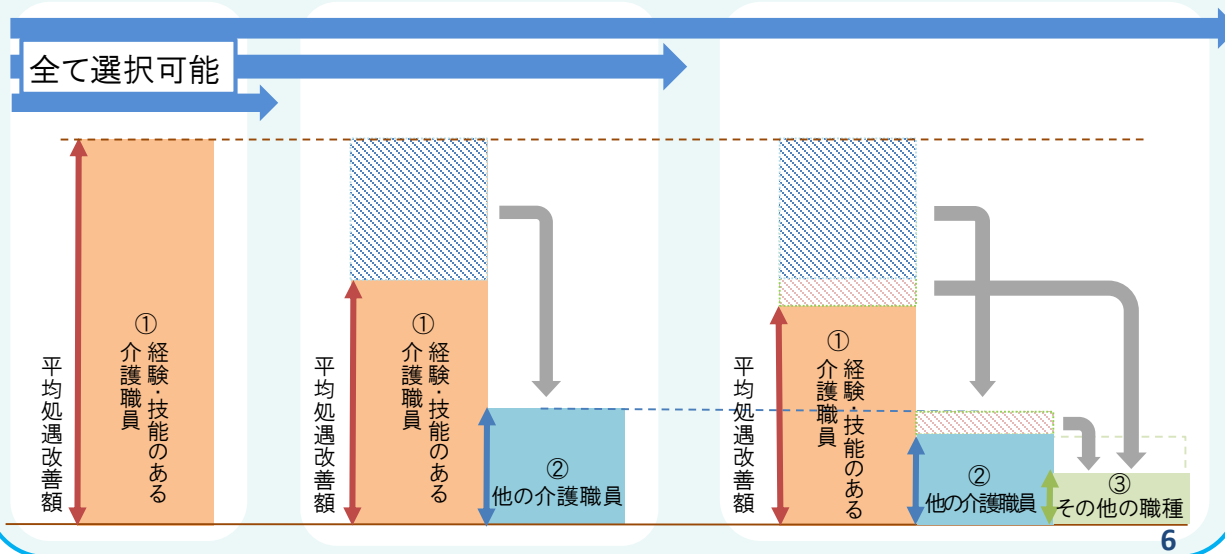 全て選択可能
平均処遇改善額
①
経験・技能のある
介護職員
平均処遇改善額
①
経験・技能のある
介護職員
②
他の介護職員
平均処遇改善額
①
経験・技能のある
介護職員
②
他の介護職員
③
その他の職種
6